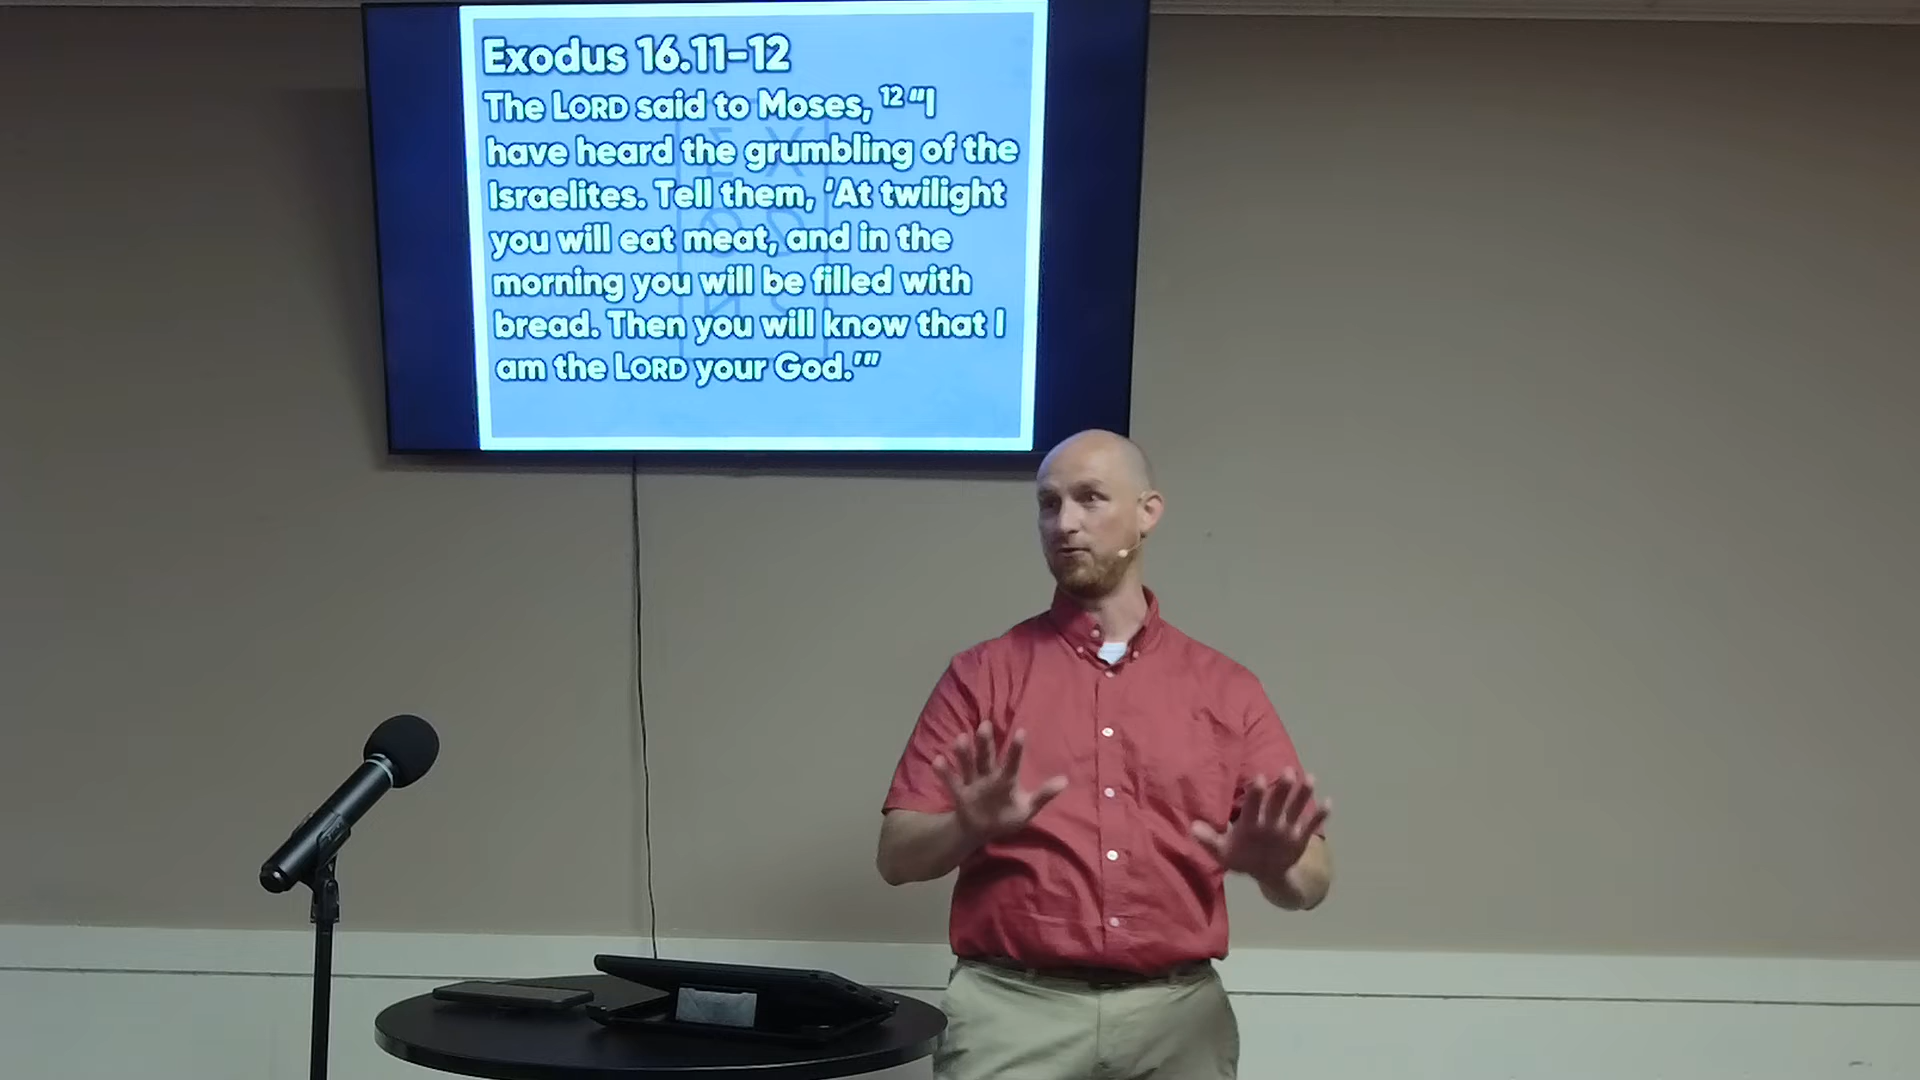 Exodus 16.11-12
The LORD said to Moses, 12 “I
have heard the grumbling of the
Israelites. Tell them, ‘At twilight
you will eat meat, and in the
morning you will be filled with
bread. Then you will know that I
am the LORD your God.’”